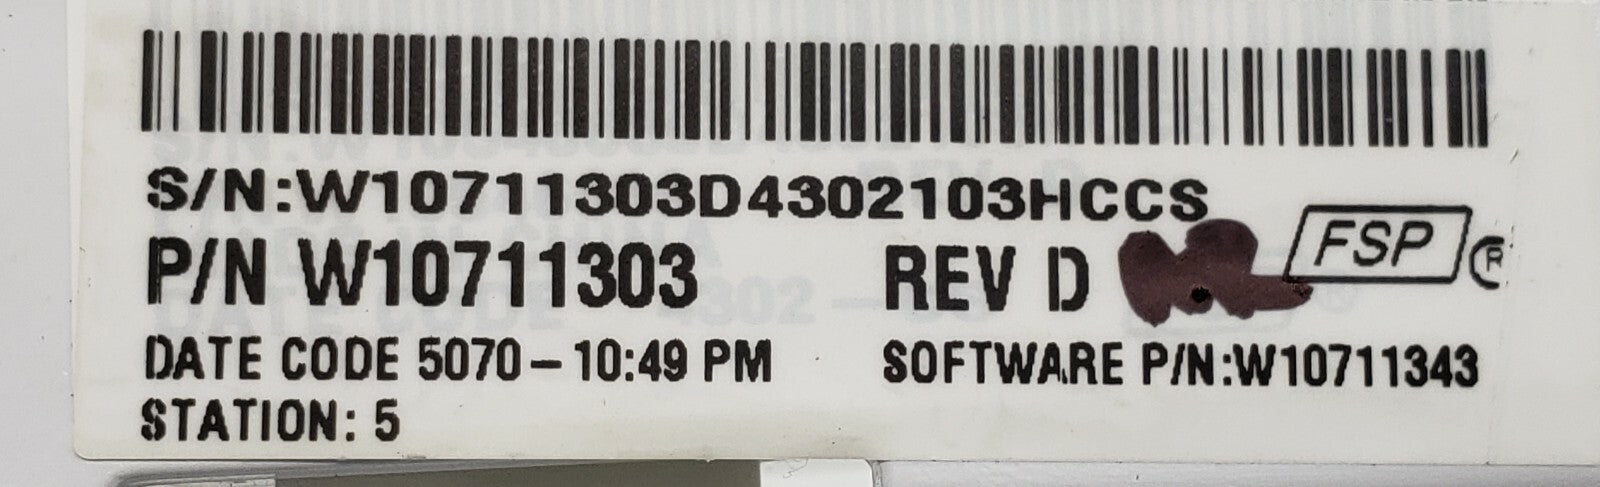 S/N:W10711303D4302103HCCS
P/N W10711303 REV D FSP ®
DATE CODE 5070 – 10:49 PM SOFTWARE P/N:W10711343
STATION: 5